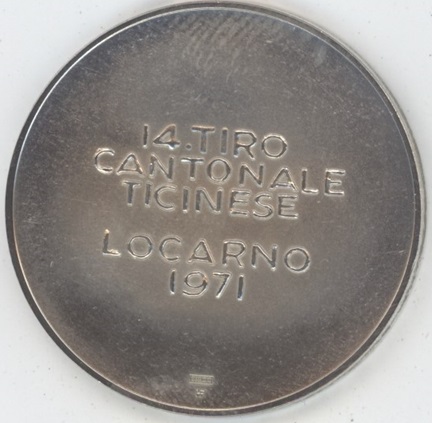 14. TIRO
CANTONALE
TICINESE
LOCARNO
1971